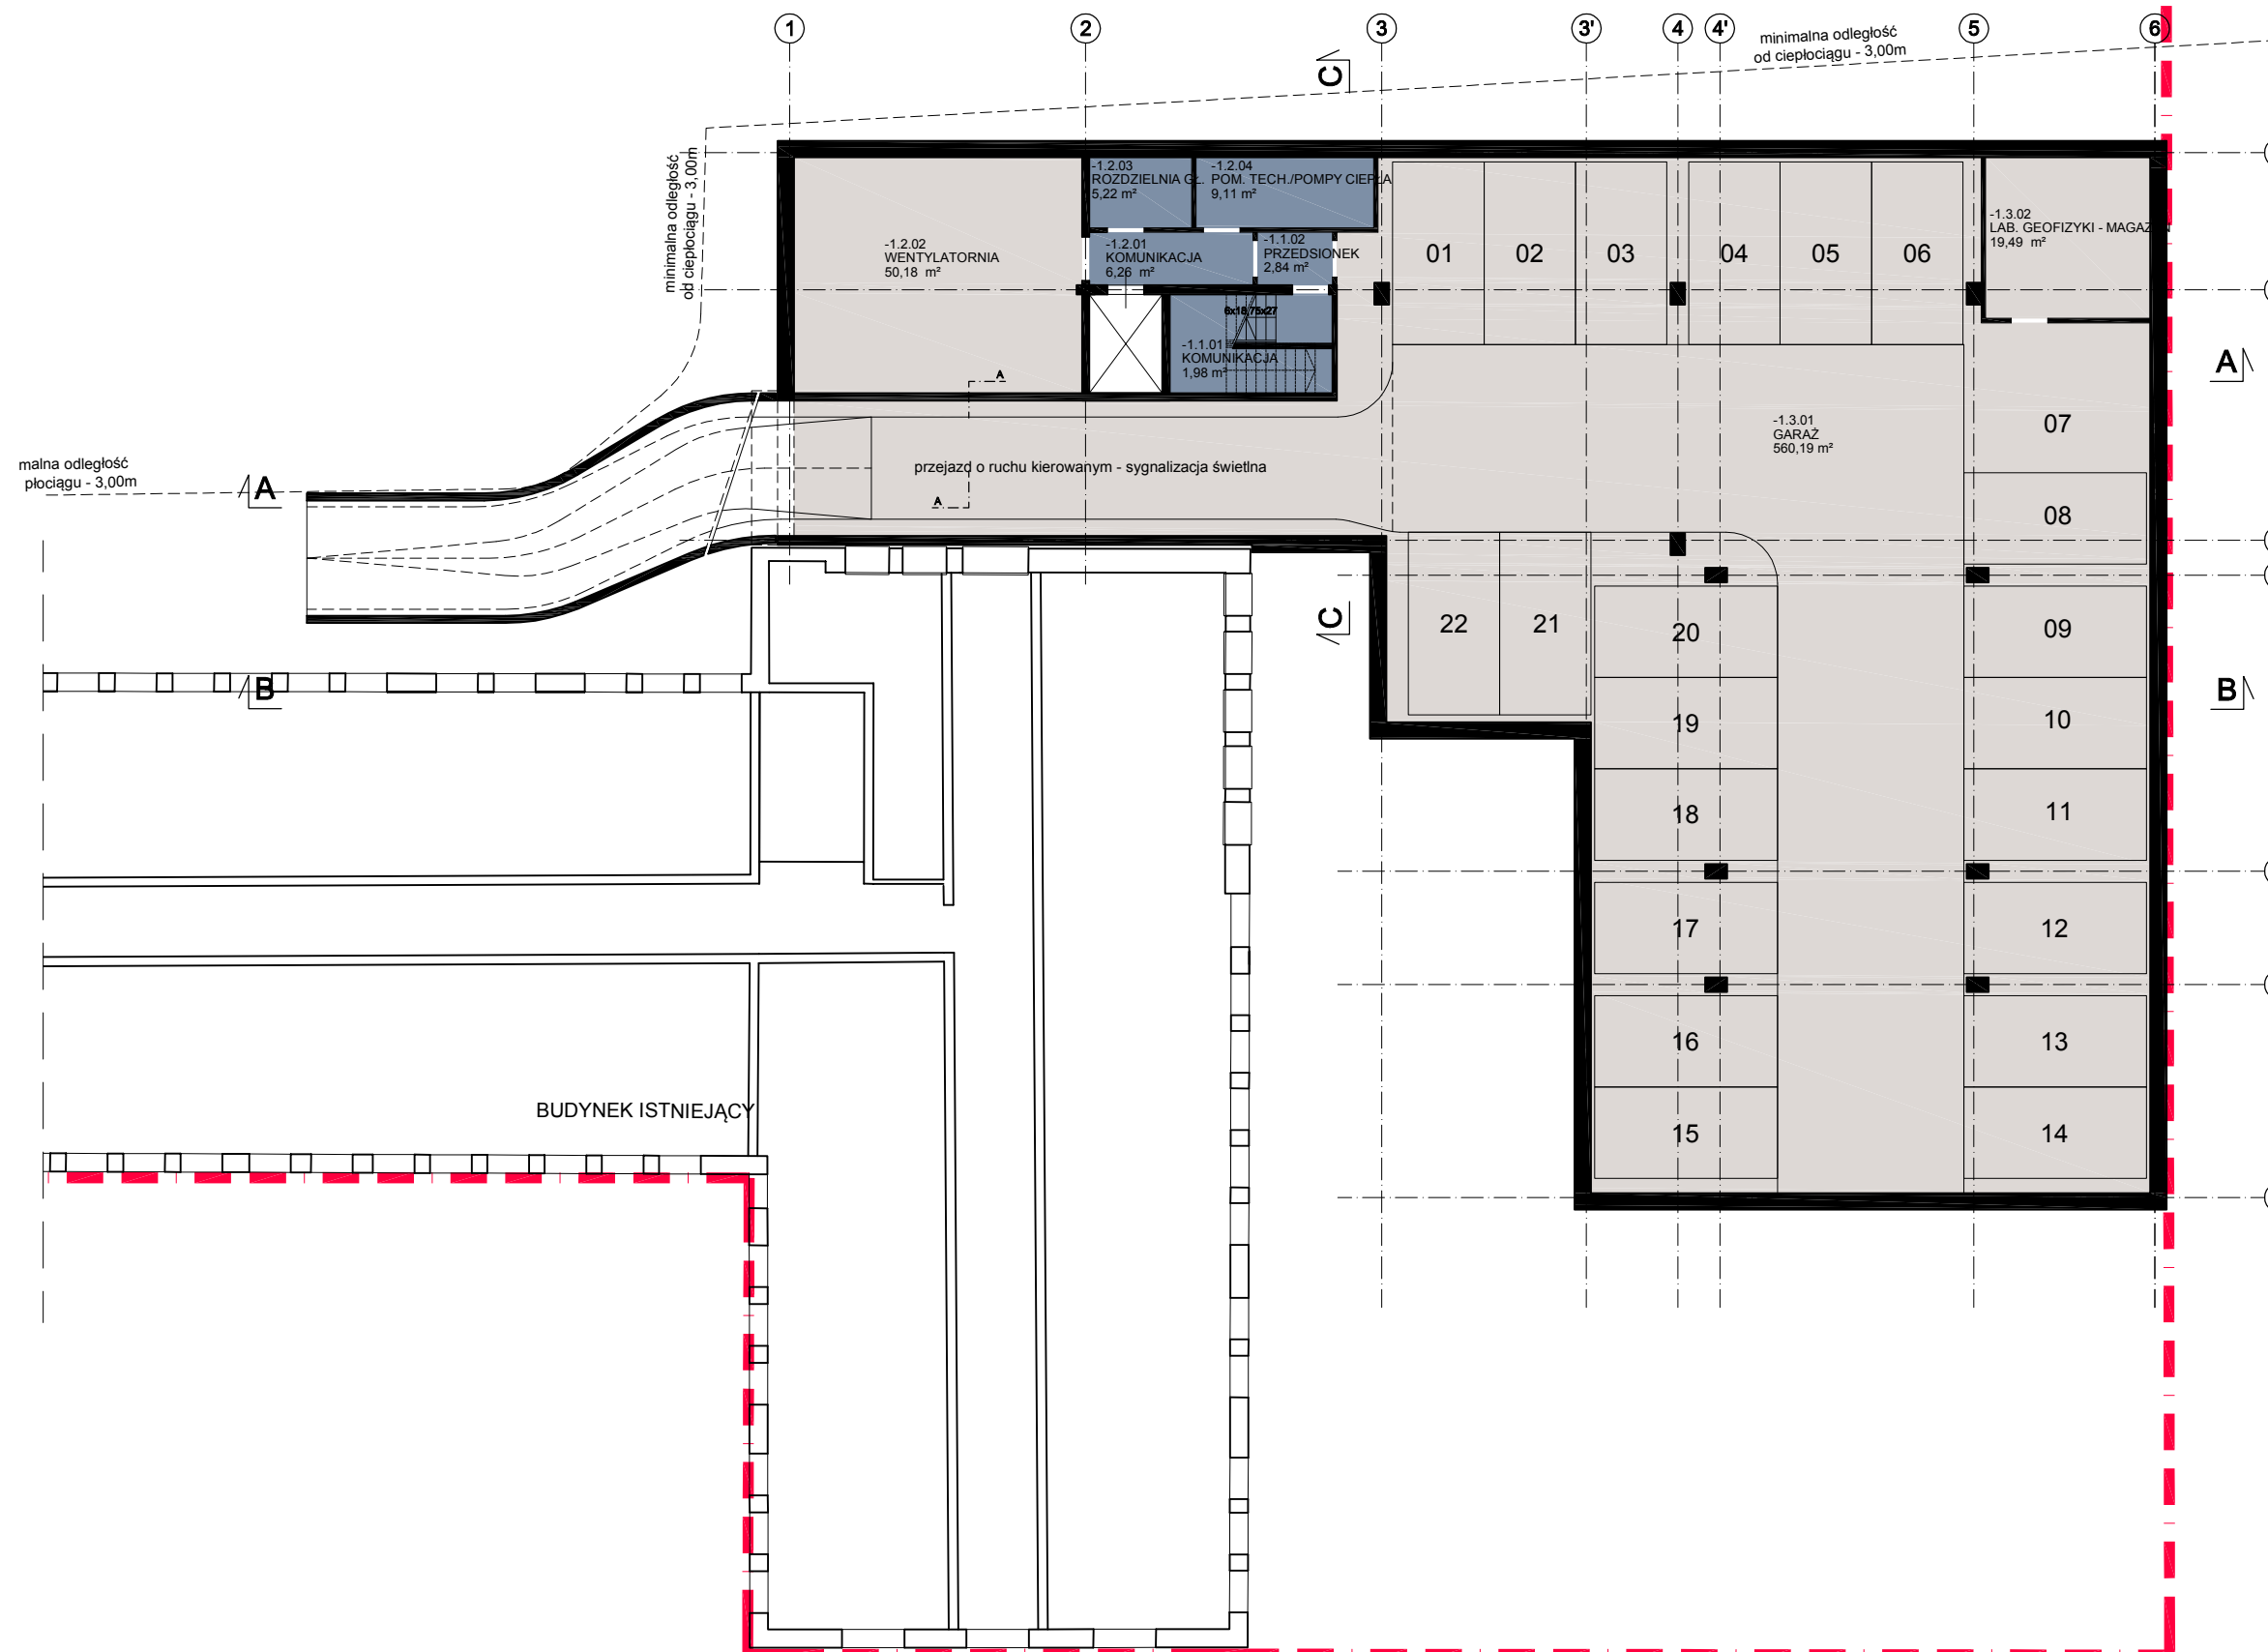 1
2
3
3'
4
4'
5
6
minimalna odległość
od ciepłociągu - 3,00m
C
minimalna odległość
od ciepłociągu - 3,00m
-1.2.03
ROZDZIELNIA GŁ.
5,22 m²
-1.2.04
POM. TECH./POMPY CIEPŁA
9,11 m²
-1.2.02
WENTYLATORNIA
50,18 m²
-1.2.01
KOMUNIKACJA
6,26 m²
-1.1.02
PRZEDSIONEK
2,84 m²
-1.3.02
LAB. GEOFIZYKI - MAGAZYN
19,49 m²
01
02
03
04
05
06
6x18,75x27
-1.1.01
KOMUNIKACJA
1,98 m²
A
A
07
-1.3.01
GARAŻ
560,19 m²
malna odległość
płociągu - 3,00m
A
przejazd o ruchu kierowanym - sygnalizacja świetlna
A
08
C
22
21
20
09
B
B
19
10
18
11
17
12
16
13
BUDYNEK ISTNIEJĄCY
15
14